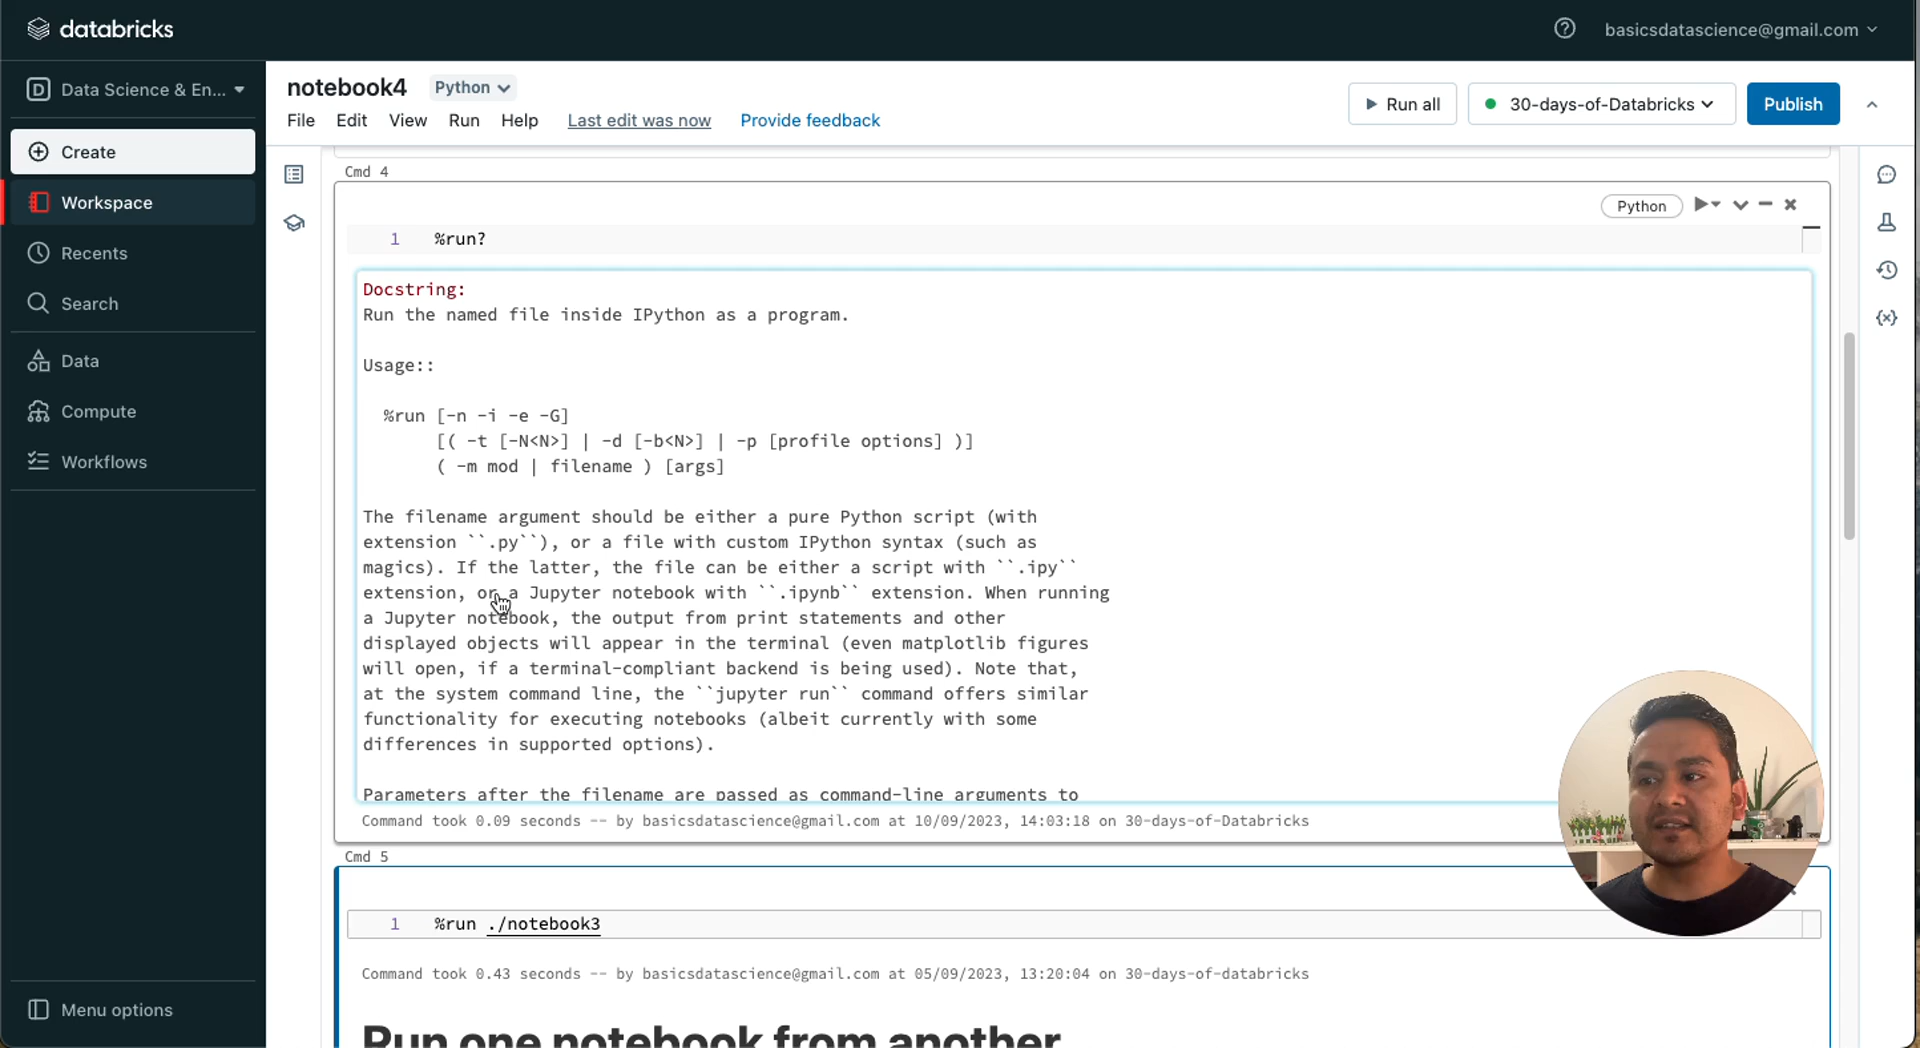 databricks
basicsdatascience@gmail.com
D Data Science & En...
Create
Workspace
Recents
Search
Data
Compute
Workflows
Menu options
notebook4 Python
File Edit View Run Help Last edit was now Provide feedback
Run all
30-days-of-Databricks
Publish
Cmd 4
Python
1 %run?
Docstring:
Run the named file inside IPython as a program.
Usage::
%run [-n -i -e -G]
[( -t [-N<N>] | -d [-b<N>] | -p [profile options] )]
( -m mod | filename ) [args]
The filename argument should be either a pure Python script (with
extension ``.py``), or a file with custom IPython syntax (such as
magics). If the latter, the file can be either a script with ``.ipy``
extension, or a Jupyter notebook with ``.ipynb`` extension. When running
a Jupyter notebook, the output from print statements and other
displayed objects will appear in the terminal (even matplotlib figures
will open, if a terminal-compliant backend is being used). Note that,
at the system command line, the ``jupyter run`` command offers similar
functionality for executing notebooks (albeit currently with some
differences in supported options).
Parameters after the filename are passed as command-line arguments to
Command took 0.09 seconds -- by basicsdatascience@gmail.com at 10/09/2023, 14:03:18 on 30-days-of-Databricks
Cmd 5
1 %run ./notebook3
Command took 0.43 seconds -- by basicsdatascience@gmail.com at 05/09/2023, 13:20:04 on 30-days-of-databricks
Run one notebook from another